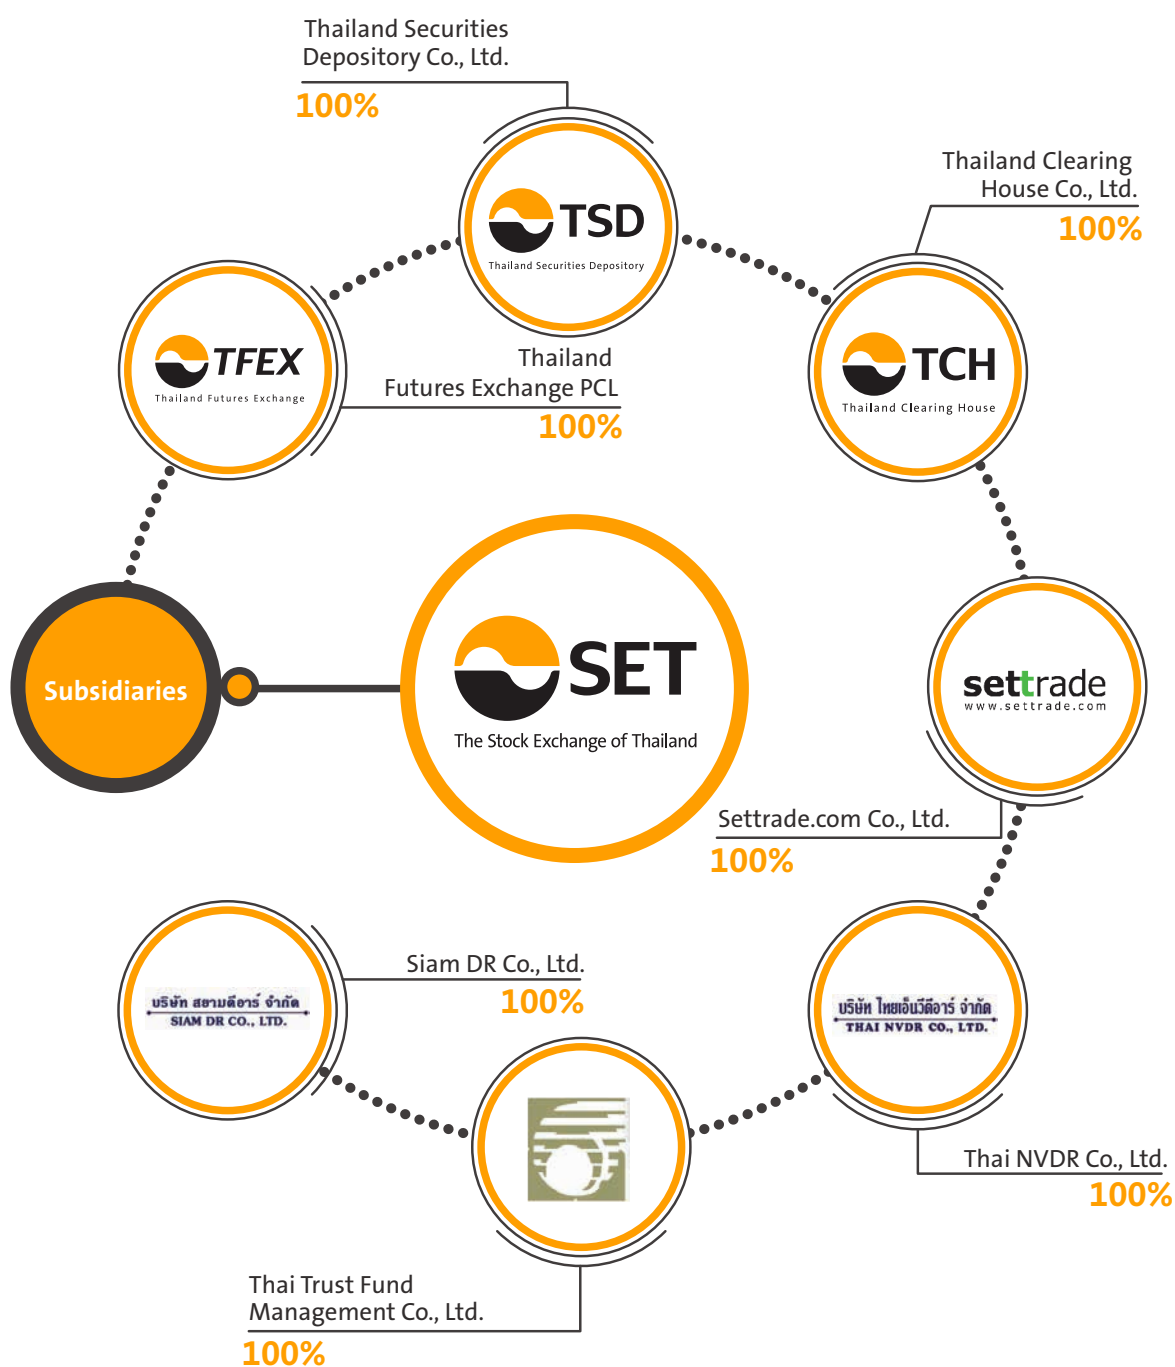 Thailand Securities
Depository Co., Ltd.
100%
TSD
Thailand Securities Depository
Thailand Clearing
House Co., Ltd.
100%
TCH
Thailand Clearing House
TFEX
Thailand Futures Exchange
Thailand
Futures Exchange PCL
100%
Subsidiaries
SET
The Stock Exchange of Thailand
settrade
www.settrade.com
Settrade.com Co., Ltd.
100%
Siam DR Co., Ltd.
100%
บริษัท สยามดีอาร์ จำกัด
SIAM DR CO., LTD.
บริษัท ไทยเอ็นวีดีอาร์ จำกัด
THAI NVDR CO., LTD.
Thai NVDR Co., Ltd.
100%
Thai Trust Fund
Management Co., Ltd.
100%